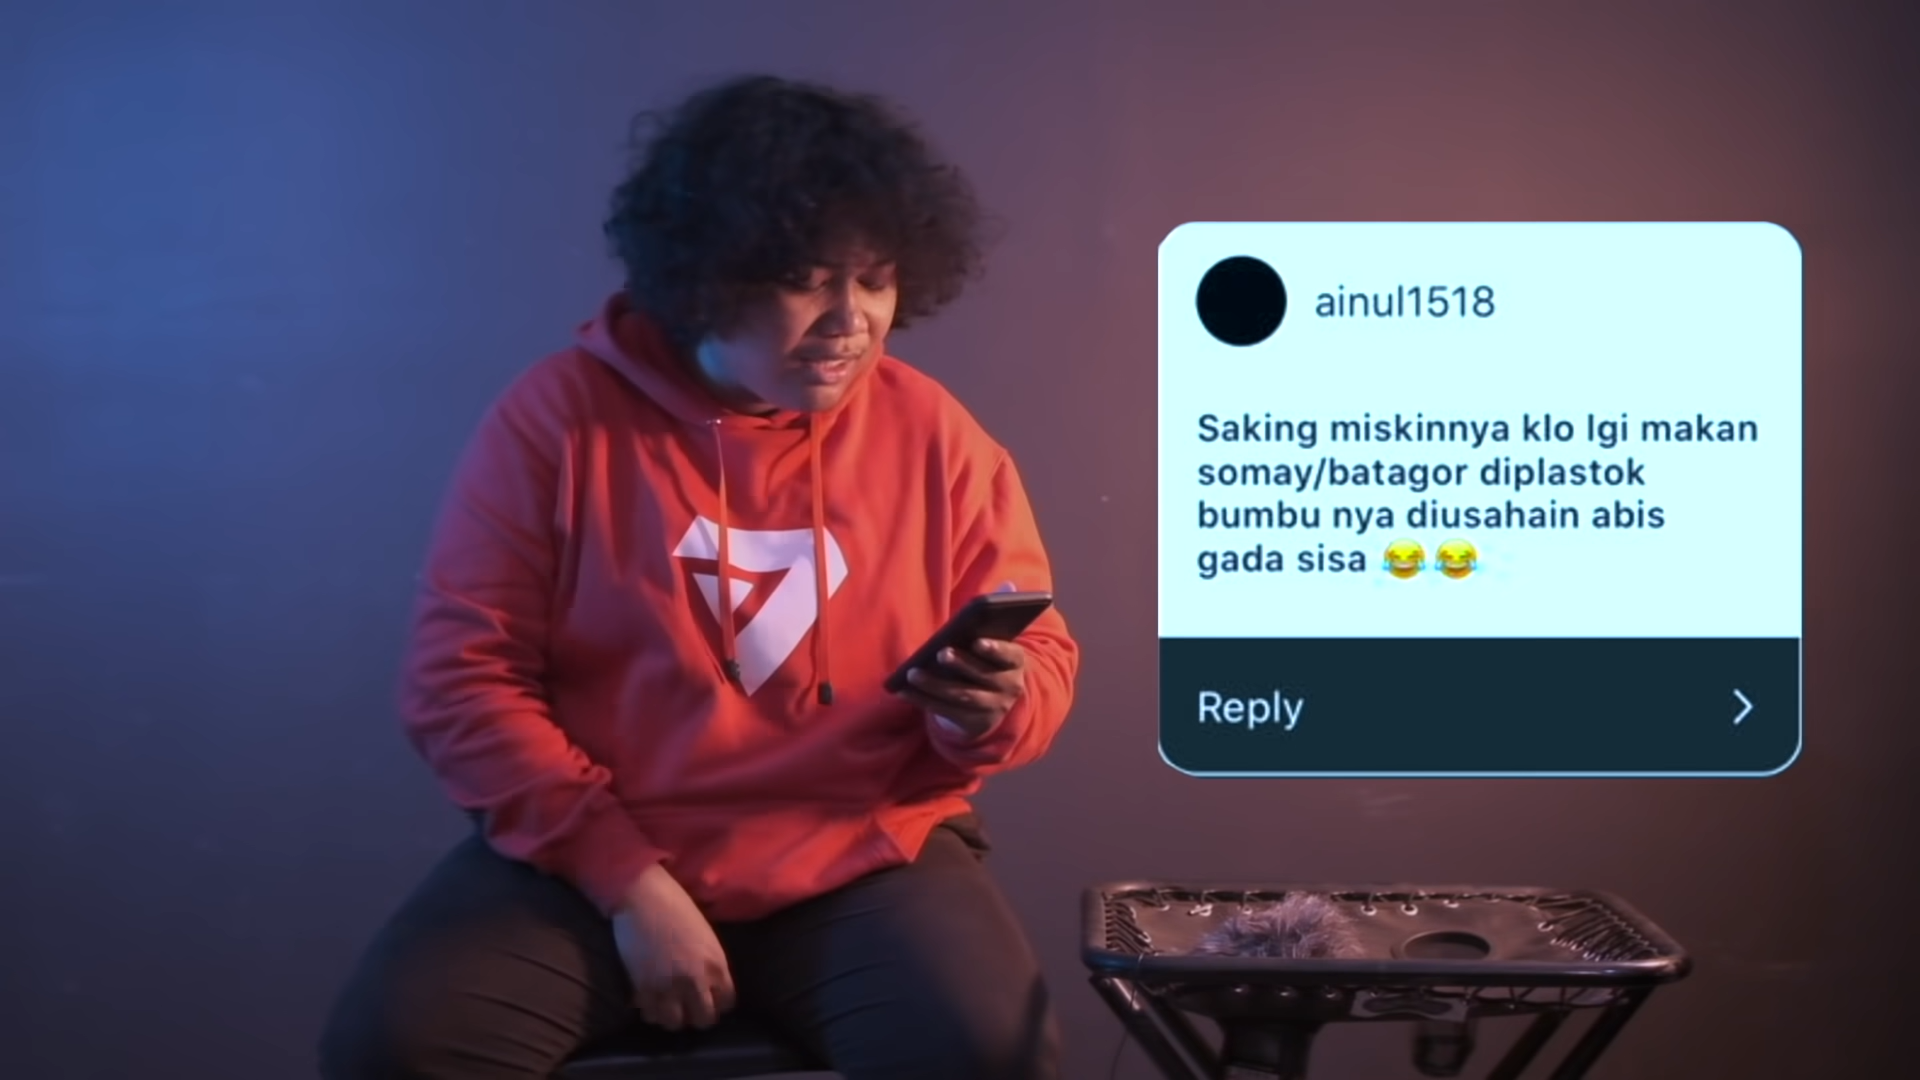 ainul1518
Saking miskinnya klo lgi makan
somay/batagor diplastok
bumbu nya diusahain abis
gada sisa 😂😂
Reply